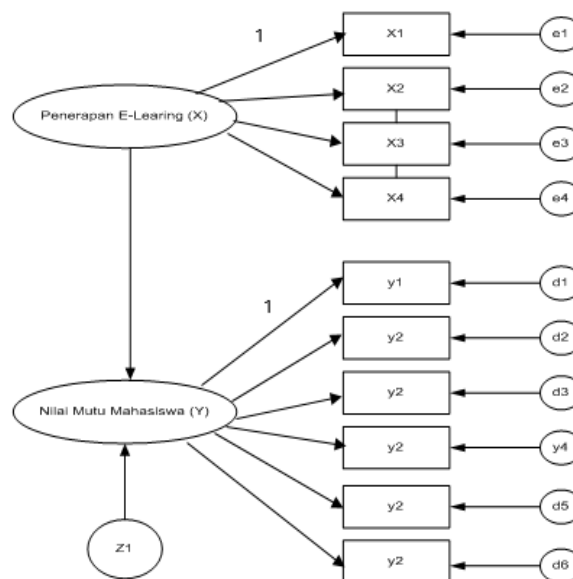 1
X1
e1
X2
e2
Penerapan E-Learing (X)
X3
e3
X4
e4
y1
d1
1
y2
d2
y2
d3
Nilai Mutu Mahasiswa (Y)
y2
y4
y2
d5
Z1
y2
d6